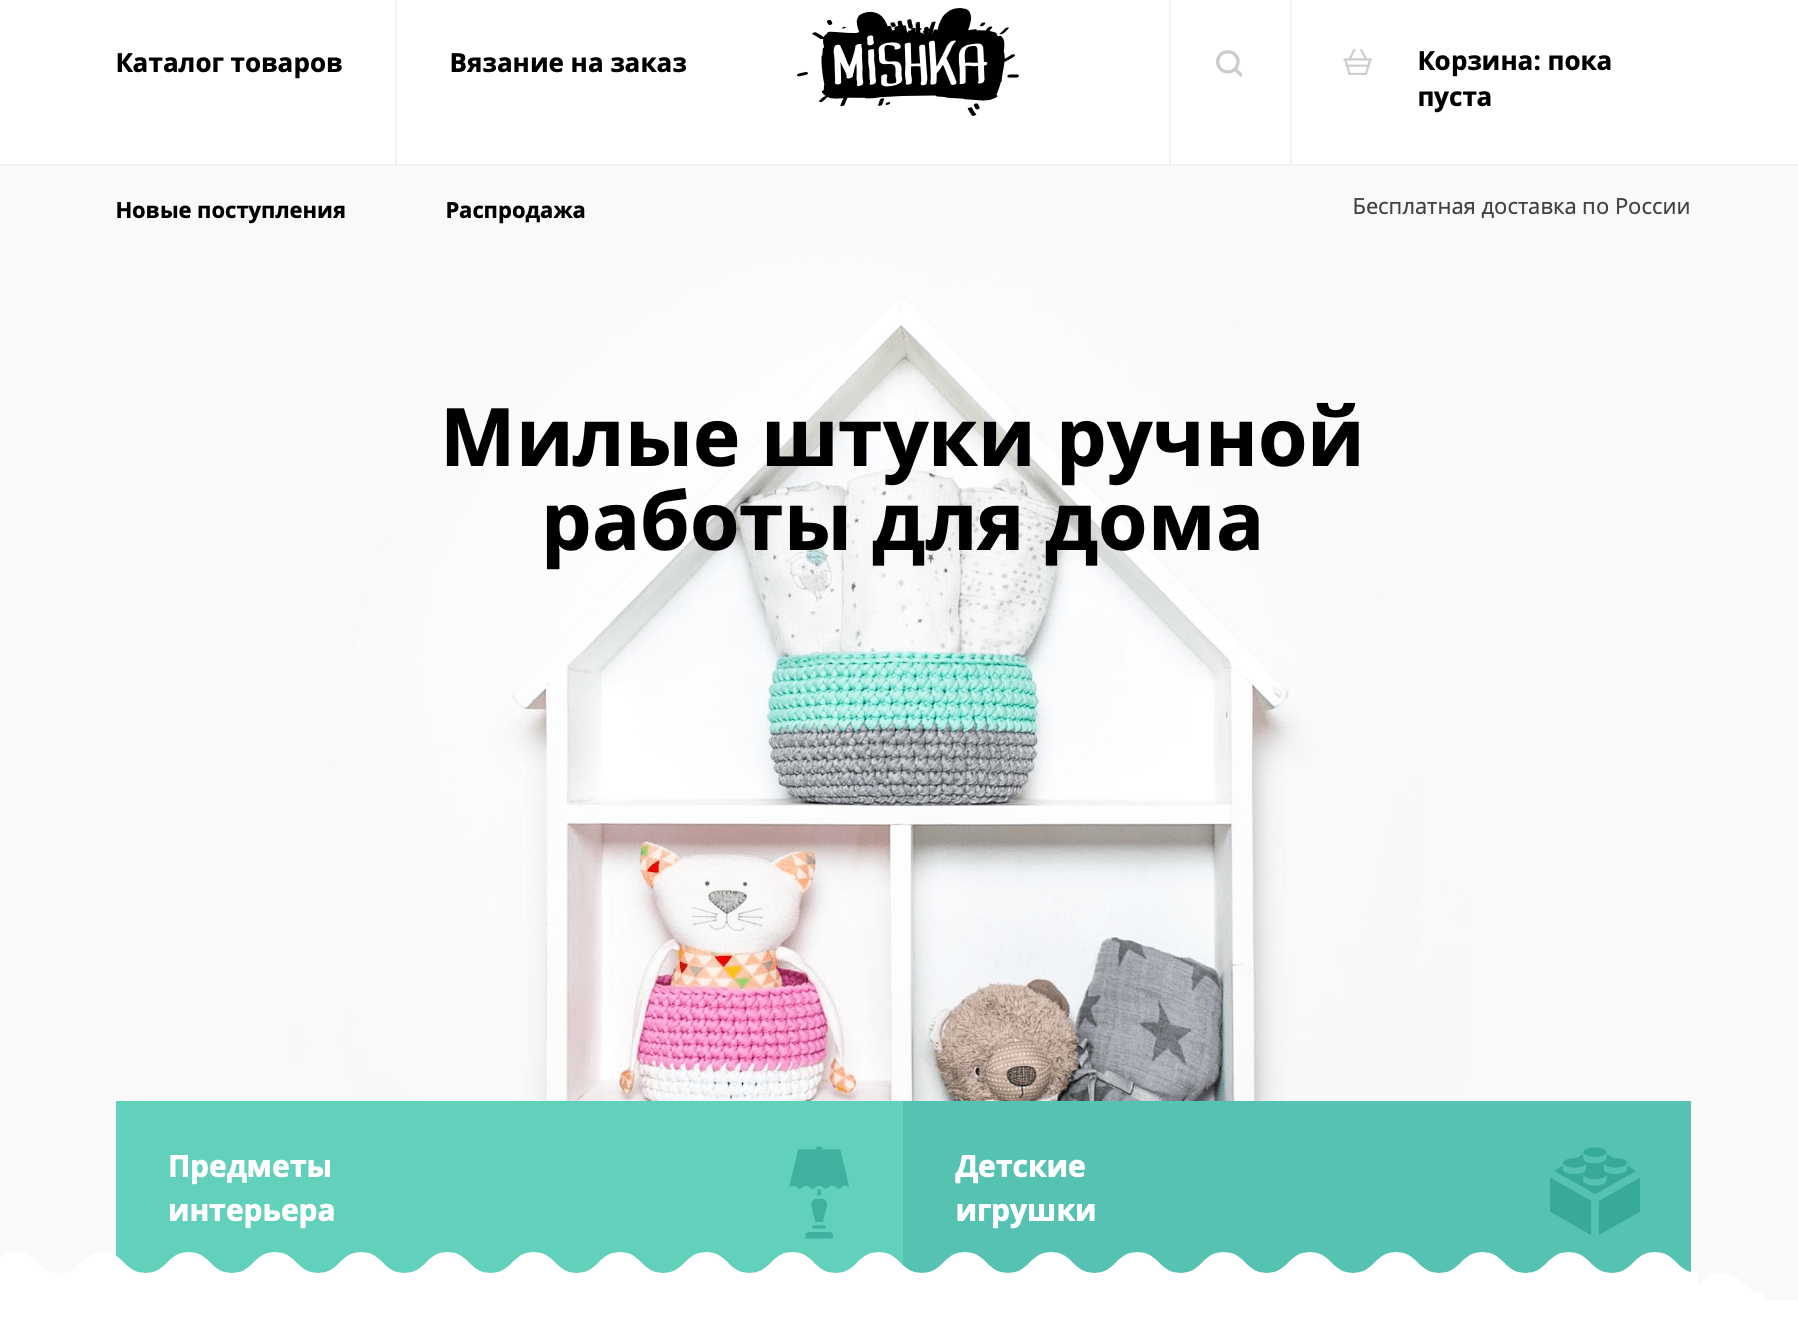 Каталог товаров
Вязание на заказ
MiSHKA
Корзина: пока
пуста
Новые поступления
Распродажа
Бесплатная доставка по России
Милые штуки ручной
работы для дома
Предметы
интерьера
Детские
игрушки